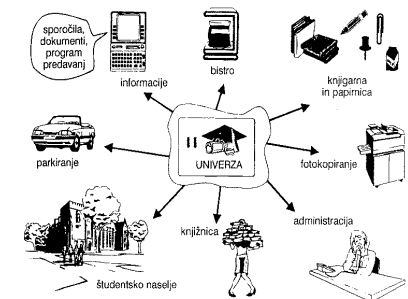 sporočila,
dokumenti,
program
predavanj
informacije
bistro
knjigarna
in papirnica
parkiranje
UNIVERZA
fotokopiranje
knjižnica
administracija
študentsko naselje